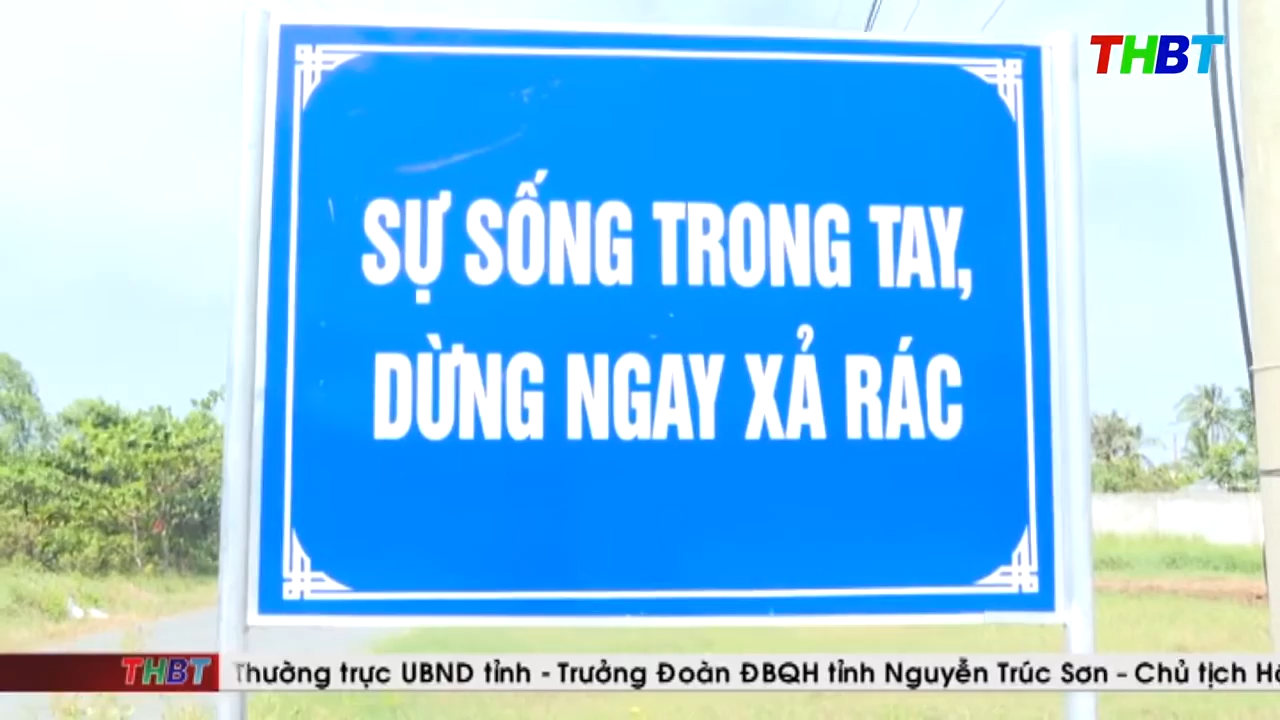 THBT
SỰ SỐNG TRONG TAY,
DỪNG NGAY XẢ RÁC
THBT Thường trực UBND tỉnh - Trưởng Đoàn ĐBQH tỉnh Nguyễn Trúc Sơn - Chủ tịch